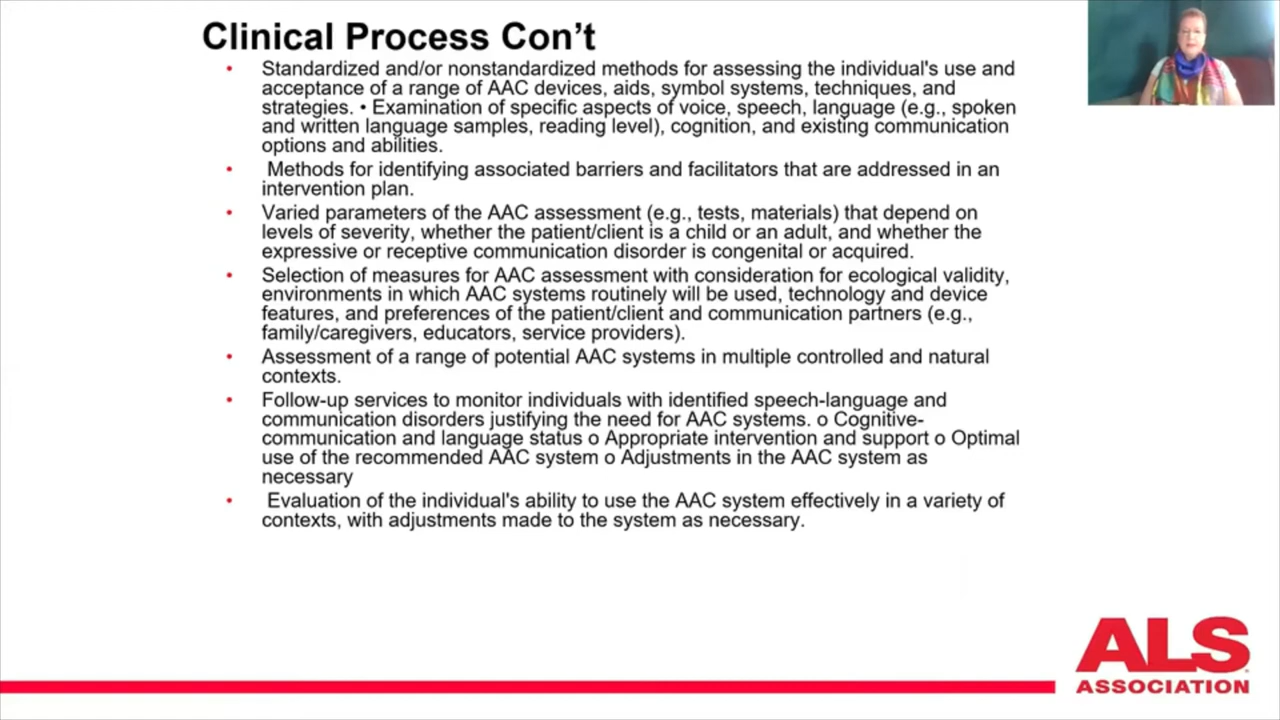 Clinical Process Con't
• Standardized and/or nonstandardized methods for assessing the individual's use and
acceptance of a range of AAC devices, aids, symbol systems, techniques, and
strategies. • Examination of specific aspects of voice, speech, language (e.g., spoken
and written language samples, reading level), cognition, and existing communication
options and abilities.
• Methods for identifying associated barriers and facilitators that are addressed in an
intervention plan.
• Varied parameters of the AAC assessment (e.g., tests, materials) that depend on
levels of severity, whether the patient/client is a child or an adult, and whether the
expressive or receptive communication disorder is congenital or acquired.
• Selection of measures for AAC assessment with consideration for ecological validity,
environments in which AAC systems routinely will be used, technology and device
features, and preferences of the patient/client and communication partners (e.g.,
family/caregivers, educators, service providers).
• Assessment of a range of potential AAC systems in multiple controlled and natural
contexts.
• Follow-up services to monitor individuals with identified speech-language and
communication disorders justifying the need for AAC systems. o Cognitive-
communication and language status o Appropriate intervention and support o Optimal
use of the recommended AAC system o Adjustments in the AAC system as
necessary
• Evaluation of the individual's ability to use the AAC system effectively in a variety of
contexts, with adjustments made to the system as necessary.
ALS
ASSOCIATION